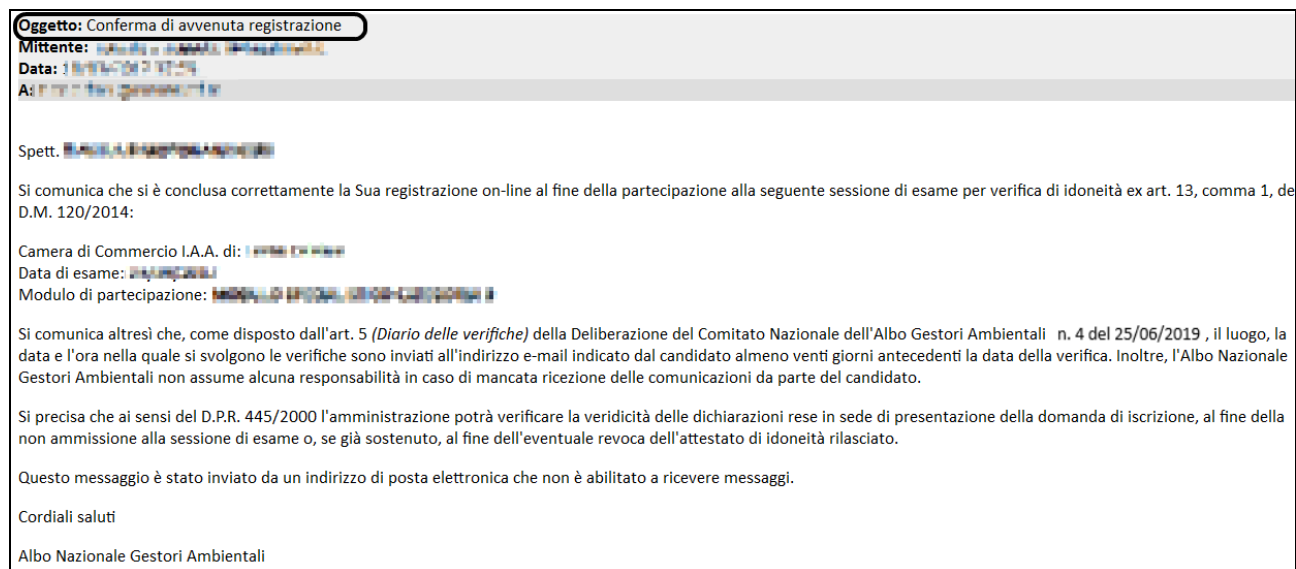 Oggetto: Conferma di avvenuta registrazione
Mittente:
Data:
A:
Spett.
Si comunica che si è conclusa correttamente la Sua registrazione on-line al fine della partecipazione alla seguente sessione di esame per verifica di idoneità ex art. 13, comma 1, de
D.M. 120/2014:
Camera di Commercio I.A.A. di:
Data di esame:
Modulo di partecipazione:
Si comunica altresì che, come disposto dall'art. 5 (Diario delle verifiche) della Deliberazione del Comitato Nazionale dell'Albo Gestori Ambientali n. 4 del 25/06/2019 , il luogo, la
data e l'ora nella quale si svolgono le verifiche sono inviati all'indirizzo e-mail indicato dal candidato almeno venti giorni antecedenti la data della verifica. Inoltre, l'Albo Nazionale
Gestori Ambientali non assume alcuna responsabilità in caso di mancata ricezione delle comunicazioni da parte del candidato.
Si precisa che ai sensi del D.P.R. 445/2000 l'amministrazione potrà verificare la veridicità delle dichiarazioni rese in sede di presentazione della domanda di iscrizione, al fine della
non ammissione alla sessione di esame o, se già sostenuto, al fine dell'eventuale revoca dell'attestato di idoneità rilasciato.
Questo messaggio è stato inviato da un indirizzo di posta elettronica che non è abilitato a ricevere messaggi.
Cordiali saluti
Albo Nazionale Gestori Ambientali